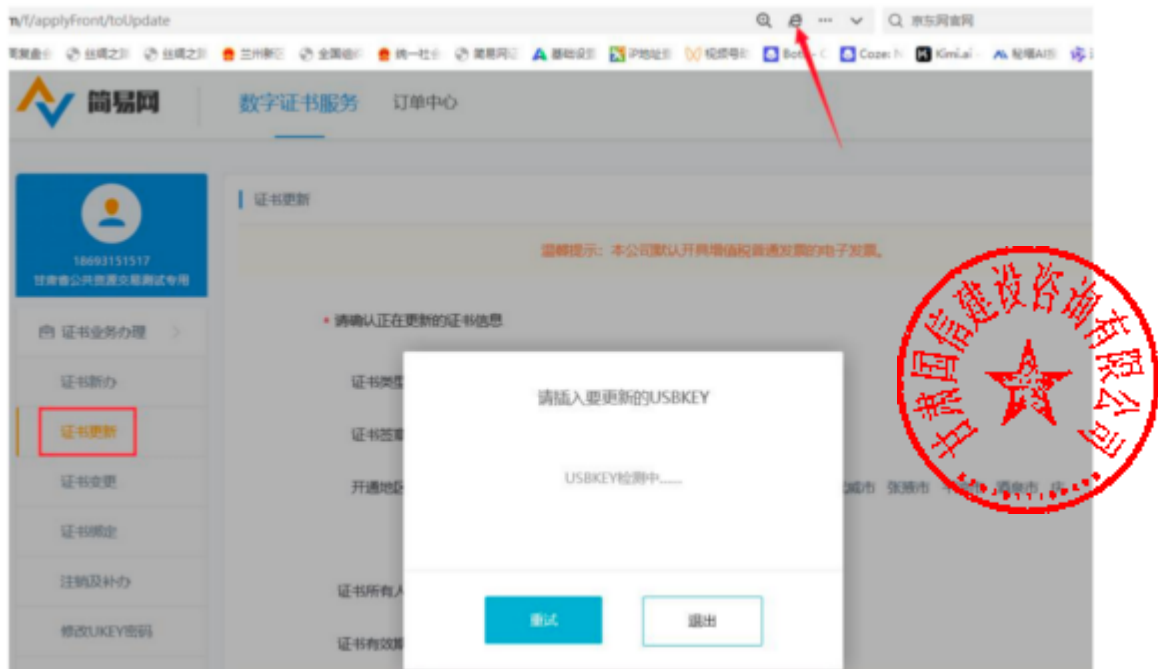 /f/applyFront/toUpdate
京东网官网
简易网
数字证书服务 订单中心
证书更新
18693151517
甘肃省公共资源交易测试专用
温馨提示：本公司默认开具增值税普通发票的电子发票。
证书业务办理 >
* 请确认正在更新的证书信息
证书新办
证书类型
证书更新
证书签章
证书变更
开通地区
张掖市
酒泉市
证书绑定
注销及补办
证书所有人
修改UKEY密码
证书有效期
请插入要更新的USBKEY
USBKEY检测中......
重试 退出
甘肃国信建设咨询有限公司